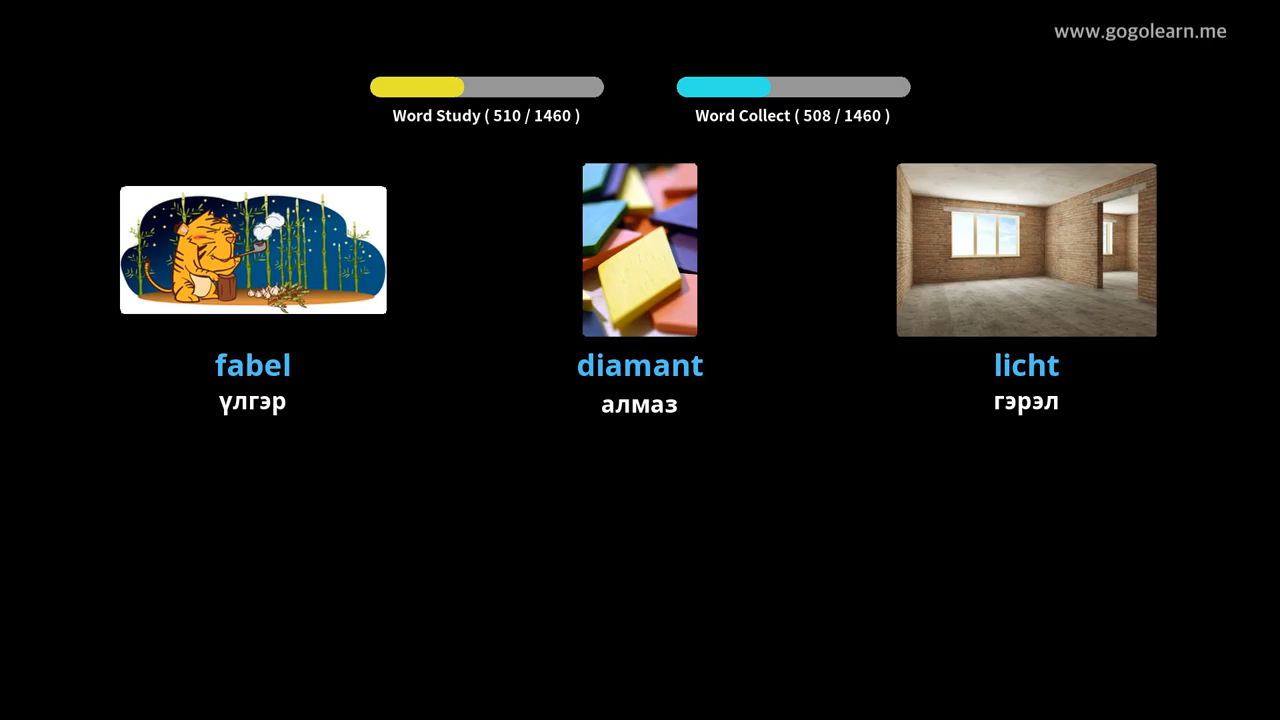 www.gogolearn.me
Word Study ( 510 / 1460 )
Word Collect ( 508 / 1460 )
fabel
үлгэр
diamant
алмаз
licht
гэрэл